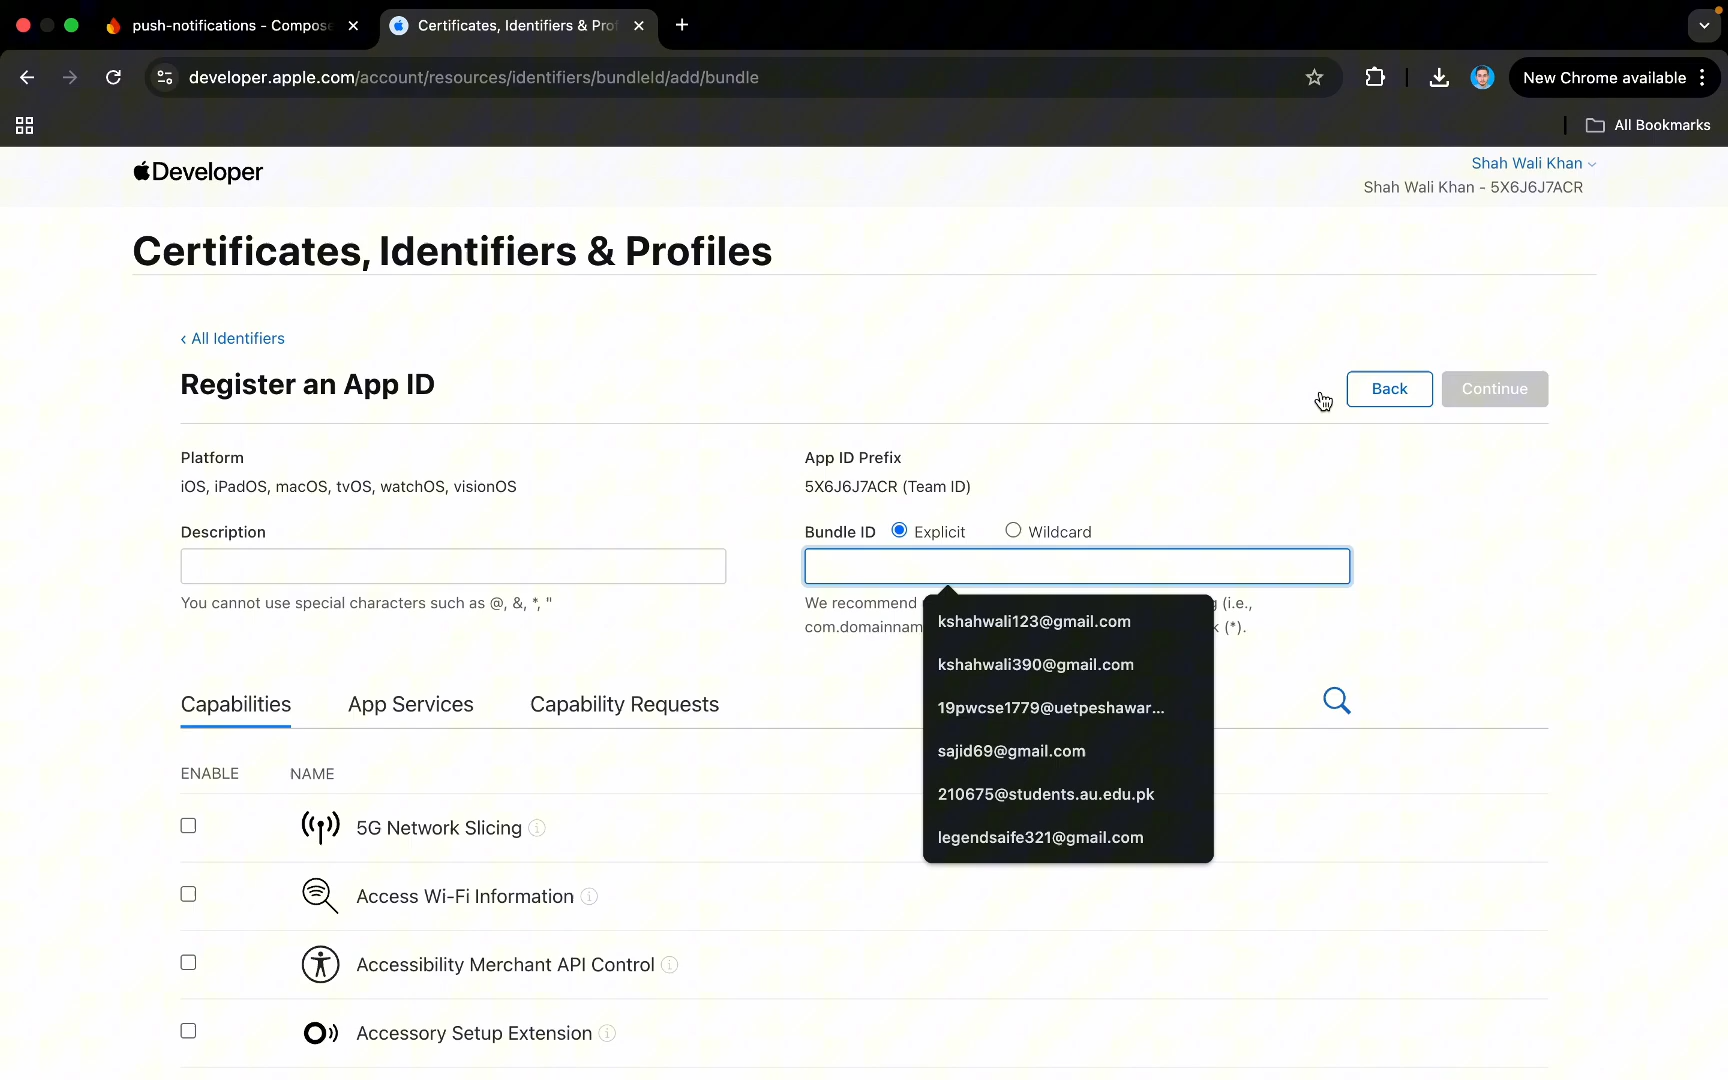 push-notifications - Compose
Certificates, Identifiers & Prof
developer.apple.com/account/resources/identifiers/bundleId/add/bundle
New Chrome available
All Bookmarks
Developer
Shah Wali Khan
Shah Wali Khan - 5X6J6J7ACR
Certificates, Identifiers & Profiles
‹ All Identifiers
Register an App ID
Back
Continue
Platform
App ID Prefix
iOS, iPadOS, macOS, tvOS, watchOS, visionOS
5X6J6J7ACR (Team ID)
Description
Bundle ID Explicit Wildcard
You cannot use special characters such as @, &, *, "
We recommend (i.e.,
com.domainnam (*).
kshahwali123@gmail.com
kshahwali390@gmail.com
19pwcse1779@uetpeshawar...
sajid69@gmail.com
210675@students.au.edu.pk
legendsaife321@gmail.com
Capabilities App Services Capability Requests
ENABLE NAME
5G Network Slicing
Access Wi-Fi Information
Accessibility Merchant API Control
Accessory Setup Extension